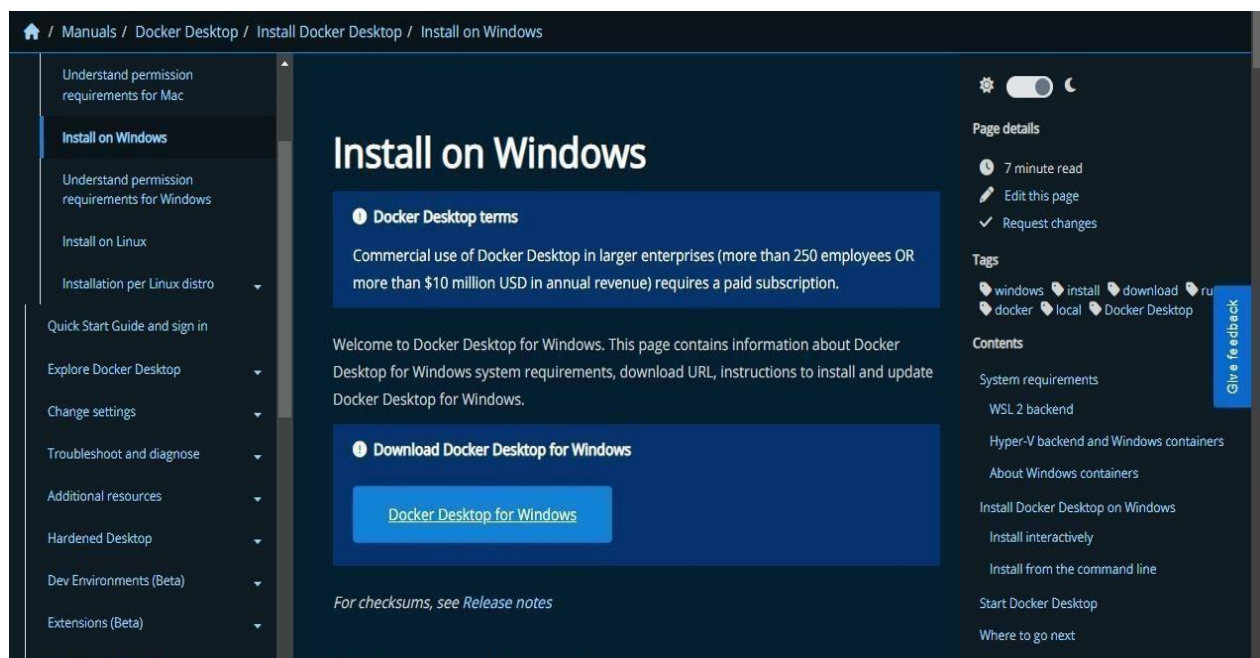 / Manuals / Docker Desktop / Install Docker Desktop / Install on Windows
Understand permission
requirements for Mac
Install on Windows
Understand permission
requirements for Windows
Install on Linux
Installation per Linux distro
Quick Start Guide and sign in
Explore Docker Desktop
Change settings
Troubleshoot and diagnose
Additional resources
Hardened Desktop
Dev Environments (Beta)
Extensions (Beta)
Install on Windows
Docker Desktop terms
Commercial use of Docker Desktop in larger enterprises (more than 250 employees OR
more than $10 million USD in annual revenue) requires a paid subscription.
Welcome to Docker Desktop for Windows. This page contains information about Docker
Desktop for Windows system requirements, download URL, instructions to install and update
Docker Desktop for Windows.
Download Docker Desktop for Windows
Docker Desktop for Windows
For checksums, see Release notes
Page details
7 minute read
Edit this page
Request changes
Tags
windows install download
docker local Docker Desktop
Contents
System requirements
WSL 2 backend
Hyper-V backend and Windows containers
About Windows containers
Install Docker Desktop on Windows
Install interactively
Install from the command line
Start Docker Desktop
Where to go next
Give feedback